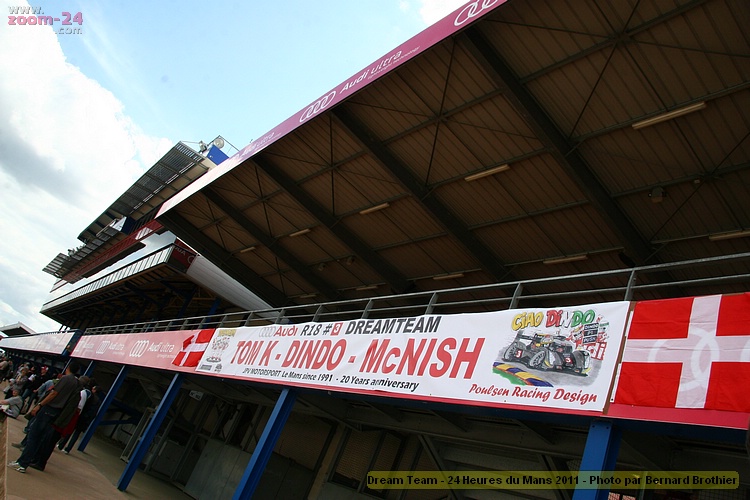 www.
zoom-24
.com
Audi ultra
Audi R18 #3 DREAMTEAM
TOM K - DINDO - McNISH
JPV MOTORSPORT Le Mans since 1991 - 20 Years anniversary
CIAO DINDO
Poulsen Racing Design
Dream Team - 24 Heures du Mans 2011 - Photo par Bernard Brothier